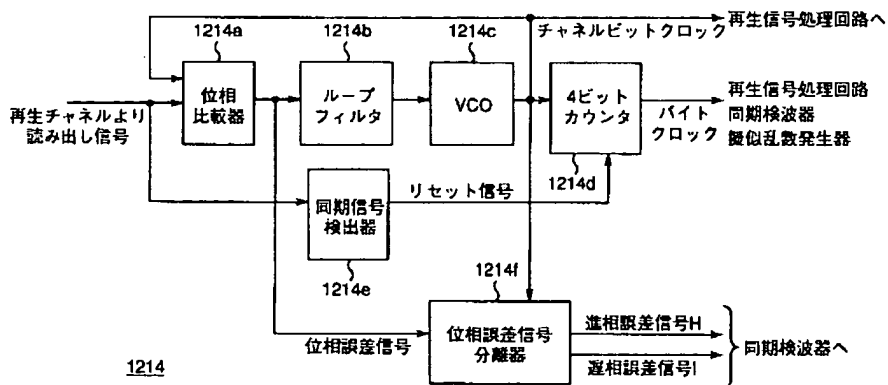 1214a
1214b
1214c
チャネルビットクロック
再生信号処理回路へ
位相
比較器
ループ
フィルタ
VCO
4ビット
カウンタ
再生チャネルより
読み出し信号
バイト
クロック
再生信号処理回路
同期検波器
擬似乱数発生器
1214d
リセット信号
同期信号
検出器
1214e
1214f
位相誤差信号
位相誤差信号
分離器
進相誤差信号H
遅相誤差信号I
同期検波器へ
1214